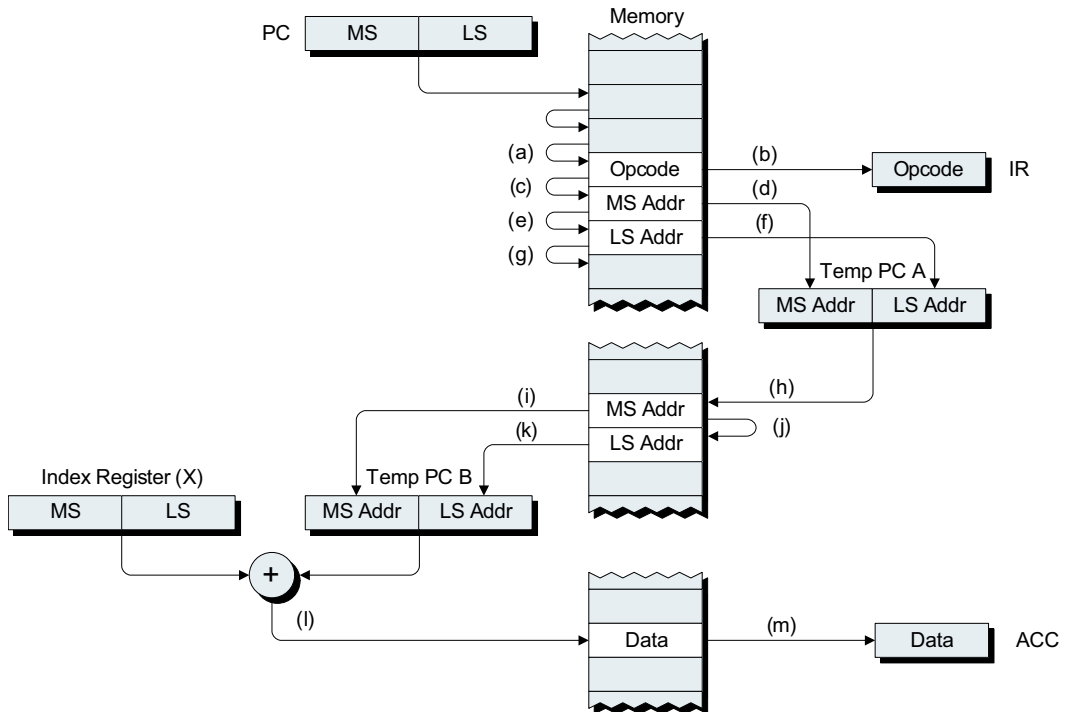 Memory
PC MS LS
(a) Opcode (b) Opcode IR
(c) MS Addr (d)
(e) LS Addr (f)
(g)
Temp PC A
MS Addr LS Addr
(h)
(i) MS Addr (j)
(k) LS Addr
Index Register (X) Temp PC B
MS LS MS Addr LS Addr
+
(l) Data (m) Data ACC